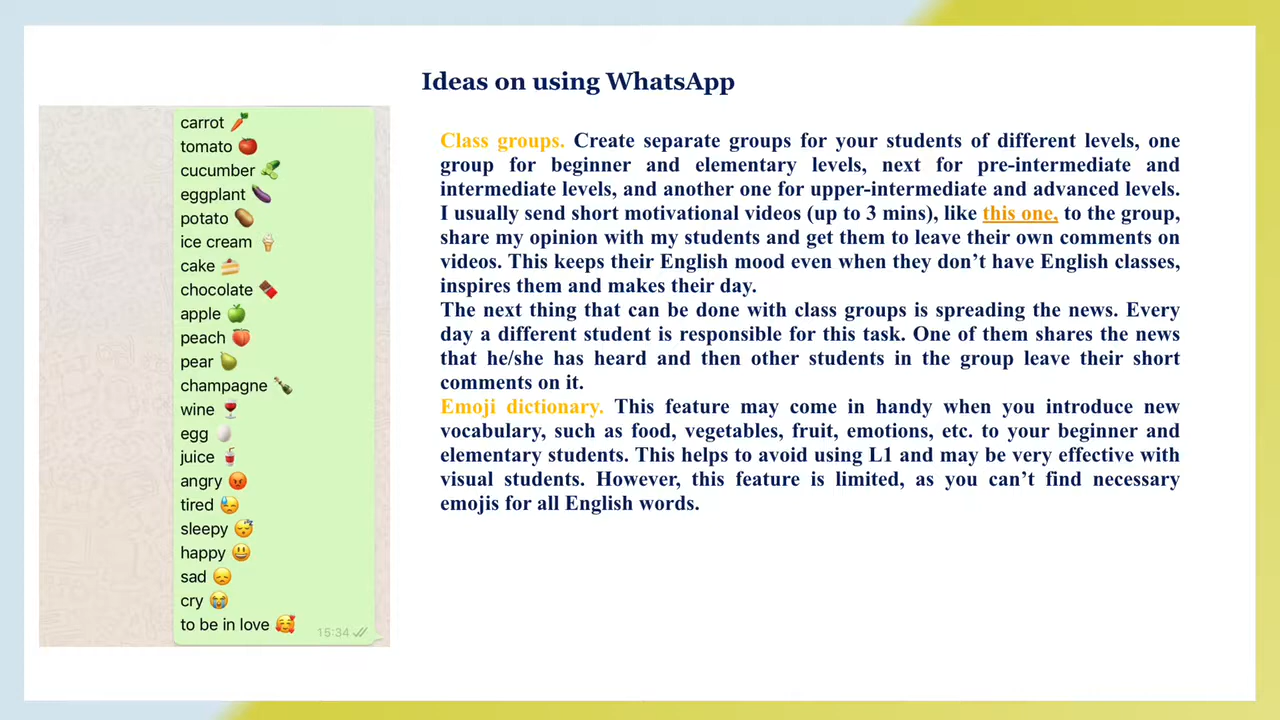 Ideas on using WhatsApp
carrot 🥕
tomato 🍅
cucumber 🥒
eggplant 🍆
potato 🥔
ice cream 🍦
cake 🍰
chocolate 🍫
apple 🍏
peach 🍑
pear 🍐
champagne 🍾
wine 🍷
egg 🥚
juice 🥤
angry 😡
tired 😓
sleepy 😴
happy 😃
sad 😞
cry 😭
to be in love 🥰
15:34
Class groups. Create separate groups for your students of different levels, one
group for beginner and elementary levels, next for pre-intermediate and
intermediate levels, and another one for upper-intermediate and advanced levels.
I usually send short motivational videos (up to 3 mins), like this one, to the group,
share my opinion with my students and get them to leave their own comments on
videos. This keeps their English mood even when they don’t have English classes,
inspires them and makes their day.
The next thing that can be done with class groups is spreading the news. Every
day a different student is responsible for this task. One of them shares the news
that he/she has heard and then other students in the group leave their short
comments on it.
Emoji dictionary. This feature may come in handy when you introduce new
vocabulary, such as food, vegetables, fruit, emotions, etc. to your beginner and
elementary students. This helps to avoid using L1 and may be very effective with
visual students. However, this feature is limited, as you can’t find necessary
emojis for all English words.